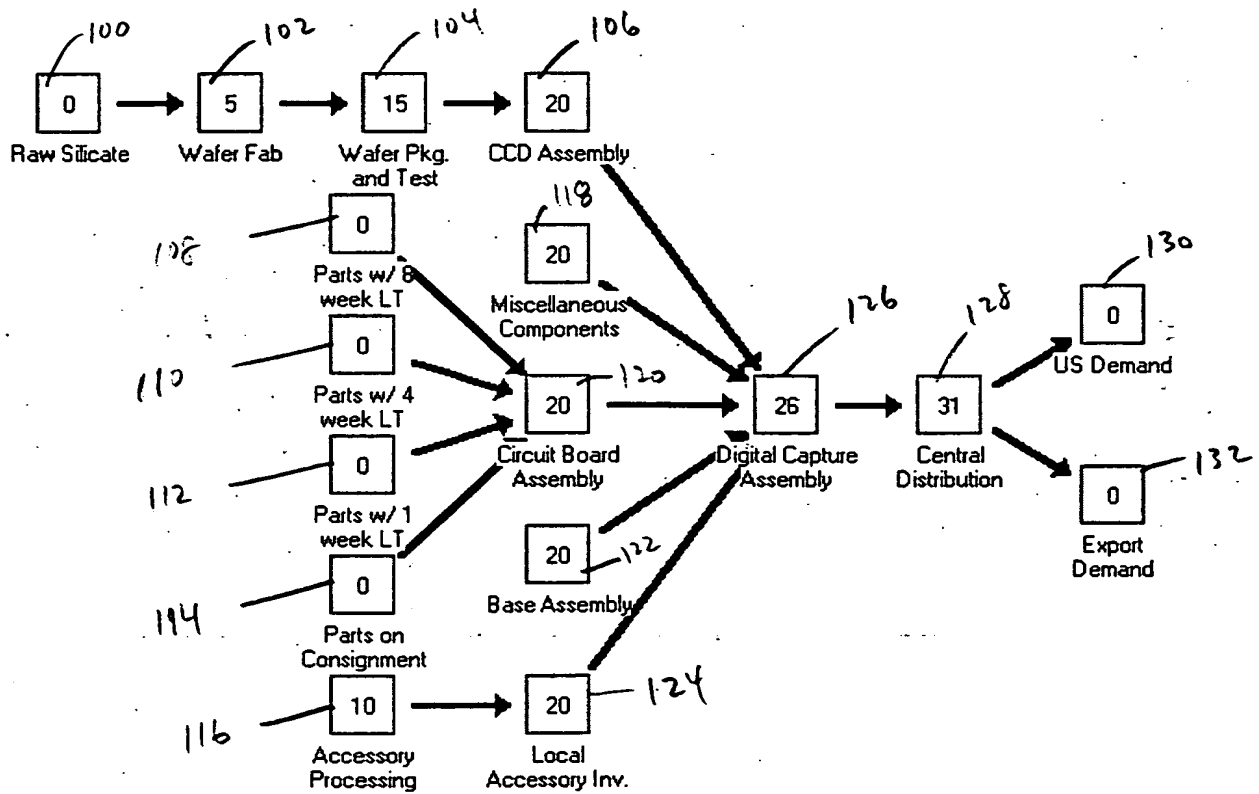 100
102
104
106
0
5
15
20
Raw Silicate
Wafer Fab
Wafer Pkg.
and Test
CCD Assembly
108
0
118
20
Parts w/ 8
week LT
Miscellaneous
Components
110
0
Parts w/ 4
week LT
120
20
Circuit Board
Assembly
126
26
Digital Capture
Assembly
128
31
Central
Distribution
130
0
US Demand
132
0
Export
Demand
112
0
Parts w/ 1
week LT
122
20
Base Assembly
114
0
Parts on
Consignment
116
10
Accessory
Processing
124
20
Local
Accessory Inv.